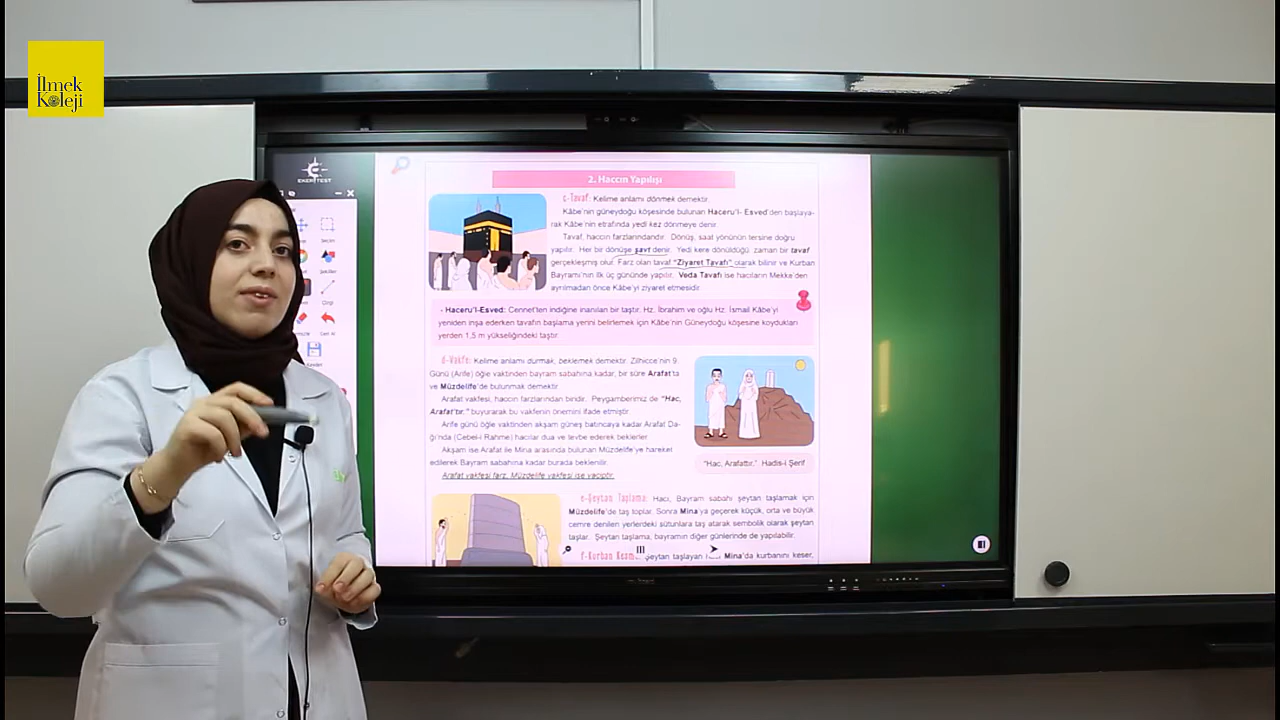 İlmek
Koleji
EKERTEST
Seçim
Şekiller
Çizgi
Geri Al
2. Haccın Yapılışı
c-Tavaf: Kelime anlamı dönmek demektir.
Kâbe'nin güneydoğu köşesinde bulunan Haceru'l- Esved'den başlaya-
rak Kâbe'nin etrafında yedi kez dönmeye denir.
Tavaf, haccın farzlarındandır. Dönüş, saat yönünün tersine doğru
yapılır. Her bir dönüşe şavt denir. Yedi kere dönüldüğü zaman bir tavaf
gerçekleşmiş olur. Farz olan tavaf "Ziyaret Tavafı" olarak bilinir ve Kurban
Bayramı'nın ilk üç gününde yapılır. Veda Tavafı ise hacıların Mekke'den
ayrılmadan önce Kâbe'yi ziyaret etmesidir.
- Haceru'l-Esved: Cennet'ten indiğine inanılan bir taştır. Hz. İbrahim ve oğlu Hz. İsmail Kâbe'yi
yeniden inşa ederken tavafın başlama yerini belirlemek için Kâbe'nin Güneydoğu köşesine koydukları
yerden 1,5 m yüksekliğindeki taştır.
d-Vakfe: Kelime anlamı durmak, beklemek demektir. Zilhicce'nin 9.
Günü (Arife) öğle vaktinden bayram sabahına kadar, bir süre Arafat'ta
ve Müzdelife'de bulunmak demektir.
Arafat vakfesi, haccın farzlarından biridir. Peygamberimiz de "Hac,
Arafat'tır." buyurarak bu vakfenin önemini ifade etmiştir.
Arife günü öğle vaktinden akşam güneş batıncaya kadar Arafat Da-
ğı'nda (Cebel-i Rahme) hacılar dua ve tevbe ederek beklerler.
Akşam ise Arafat ile Mina arasında bulunan Müzdelife'ye hareket
edilerek Bayram sabahına kadar burada beklenilir.
Arafat vakfesi farz, Müzdelife vakfesi ise vaciptir.
"Hac, Arafattır." Hadis-i Şerif
e-Şeytan Taşlama: Hacı, Bayram sabahı şeytan taşlamak için
Müzdelife'de taş toplar. Sonra Mina'ya geçerek küçük, orta ve büyük
cemre denilen yerlerdeki sütunlara taş atarak sembolik olarak şeytan
taşlar. Şeytan taşlama, bayramın diğer günlerinde de yapılabilir.
f-Kurban Şeytan taşlayan Mina'da kurbanını keser,